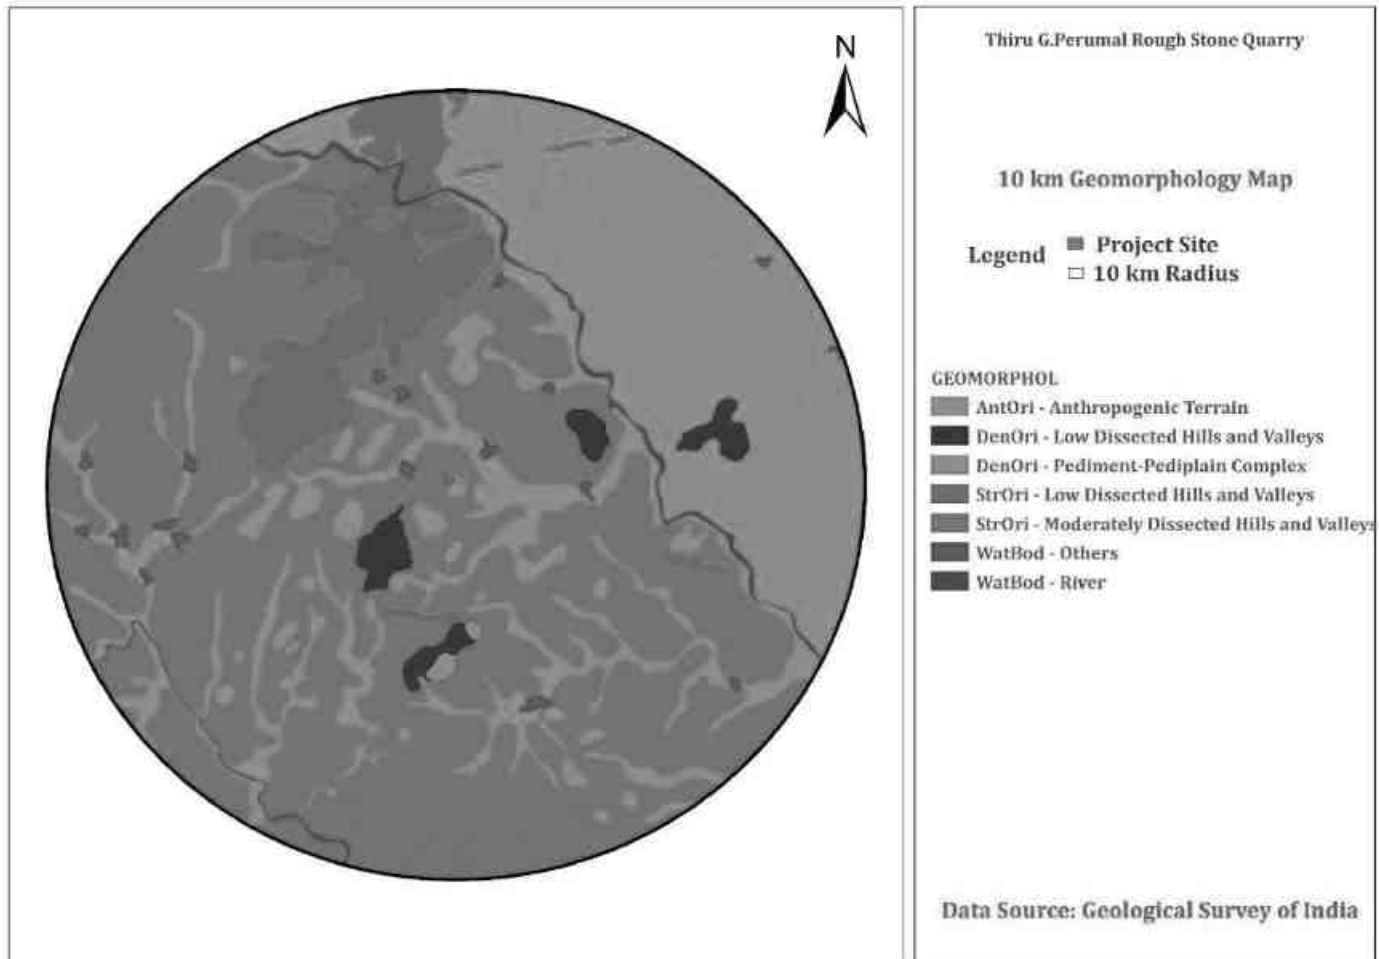 N
Thiru G.Perumal Rough Stone Quarry
10 km Geomorphology Map
Legend
Project Site
10 km Radius
GEOMORPHOL
AntOri - Anthropogenic Terrain
DenOri - Low Dissected Hills and Valleys
DenOri - Pediment-Pediplain Complex
StrOri - Low Dissected Hills and Valleys
StrOri - Moderately Dissected Hills and Valleys
WatBod - Others
WatBod - River
Data Source: Geological Survey of India